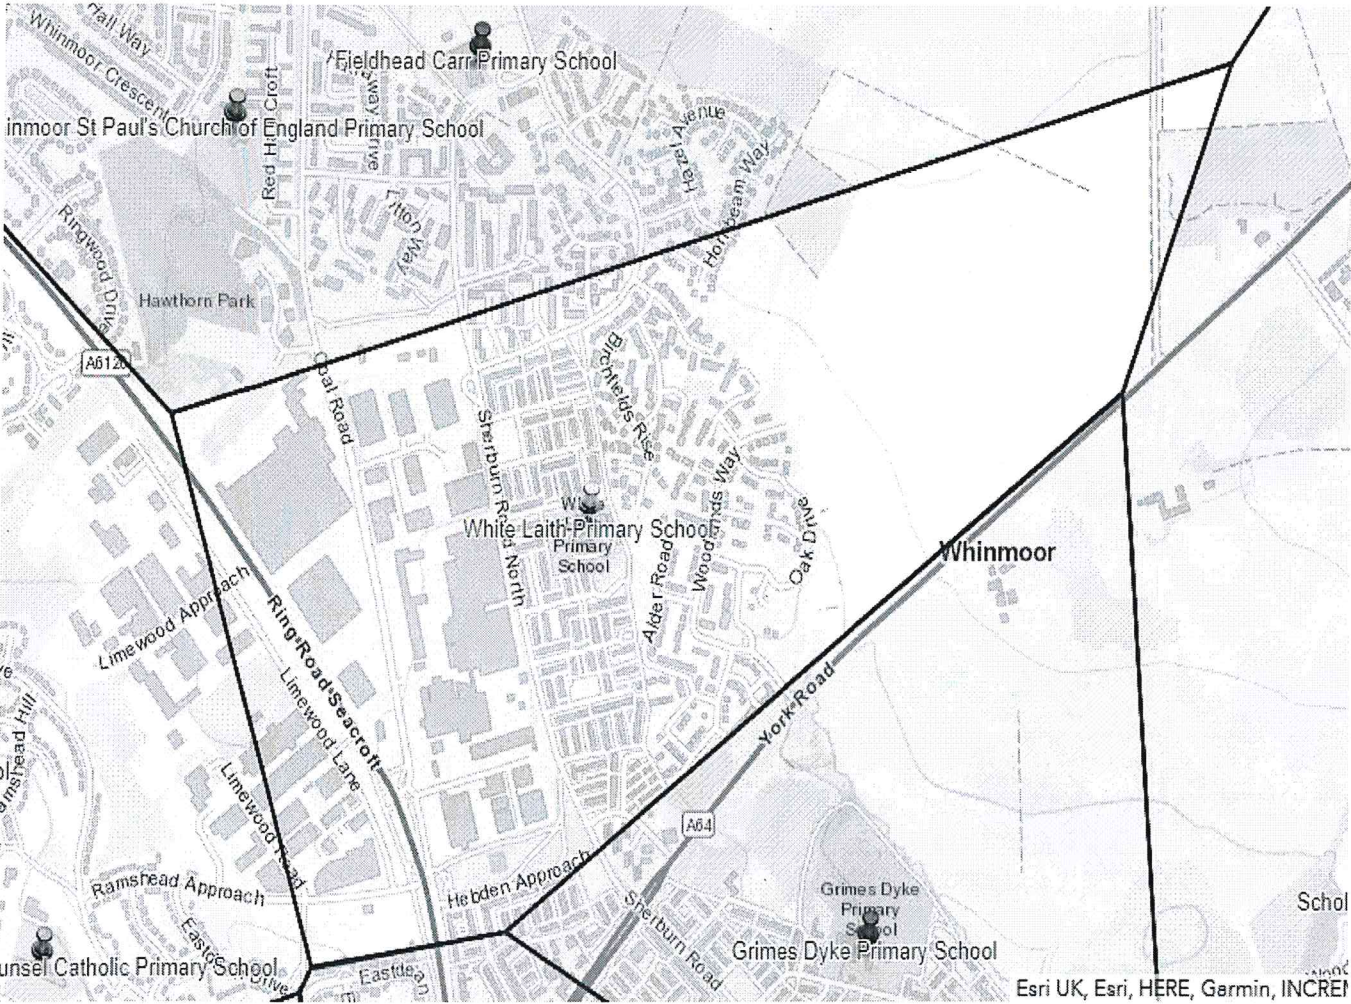 Hall Way
Whinmoor Crescent
Fieldhead Carr Primary School
Red Hall Croft
inmoor St Paul's Church of England Primary School
Hazel Avenue
Hornbeam Way
Lytton Way
Ringwood Drive
Hawthorn Park
A6120
Coal Road
Birchfields Rise
Sherburn Road North
White Laith Primary School
Primary
School
Woodlands Way
Alder Road
Oak Drive
Whinmoor
Limewood Approach
Ring Road Seacroft
Limewood Lane
York Road
Limewood Road
A64
Ramshead Approach
Hebden Approach
Sherburn Road
Grimes Dyke
Primary
School
Grimes Dyke Primary School
Schol
unsel Catholic Primary School
Eastdean
Esri UK, Esri, HERE, Garmin, INCREM